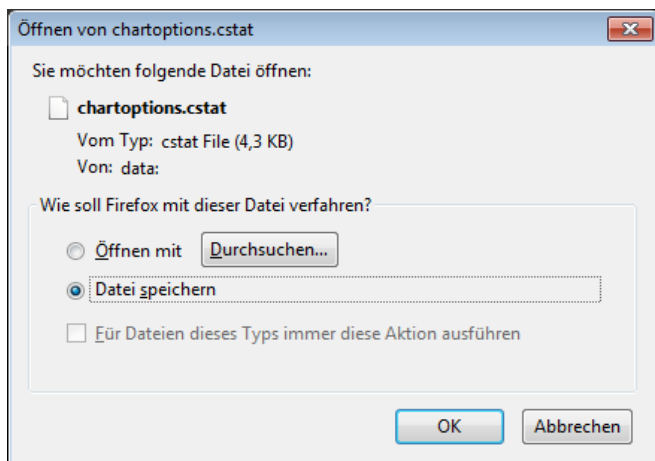 Öffnen von chartoptions.cstat
Sie möchten folgende Datei öffnen:
chartoptions.cstat
Vom Typ: cstat File (4,3 KB)
Von: data:
Wie soll Firefox mit dieser Datei verfahren?
Öffnen mit Durchsuchen...
Datei speichern
Für Dateien dieses Typs immer diese Aktion ausführen
OK Abbrechen